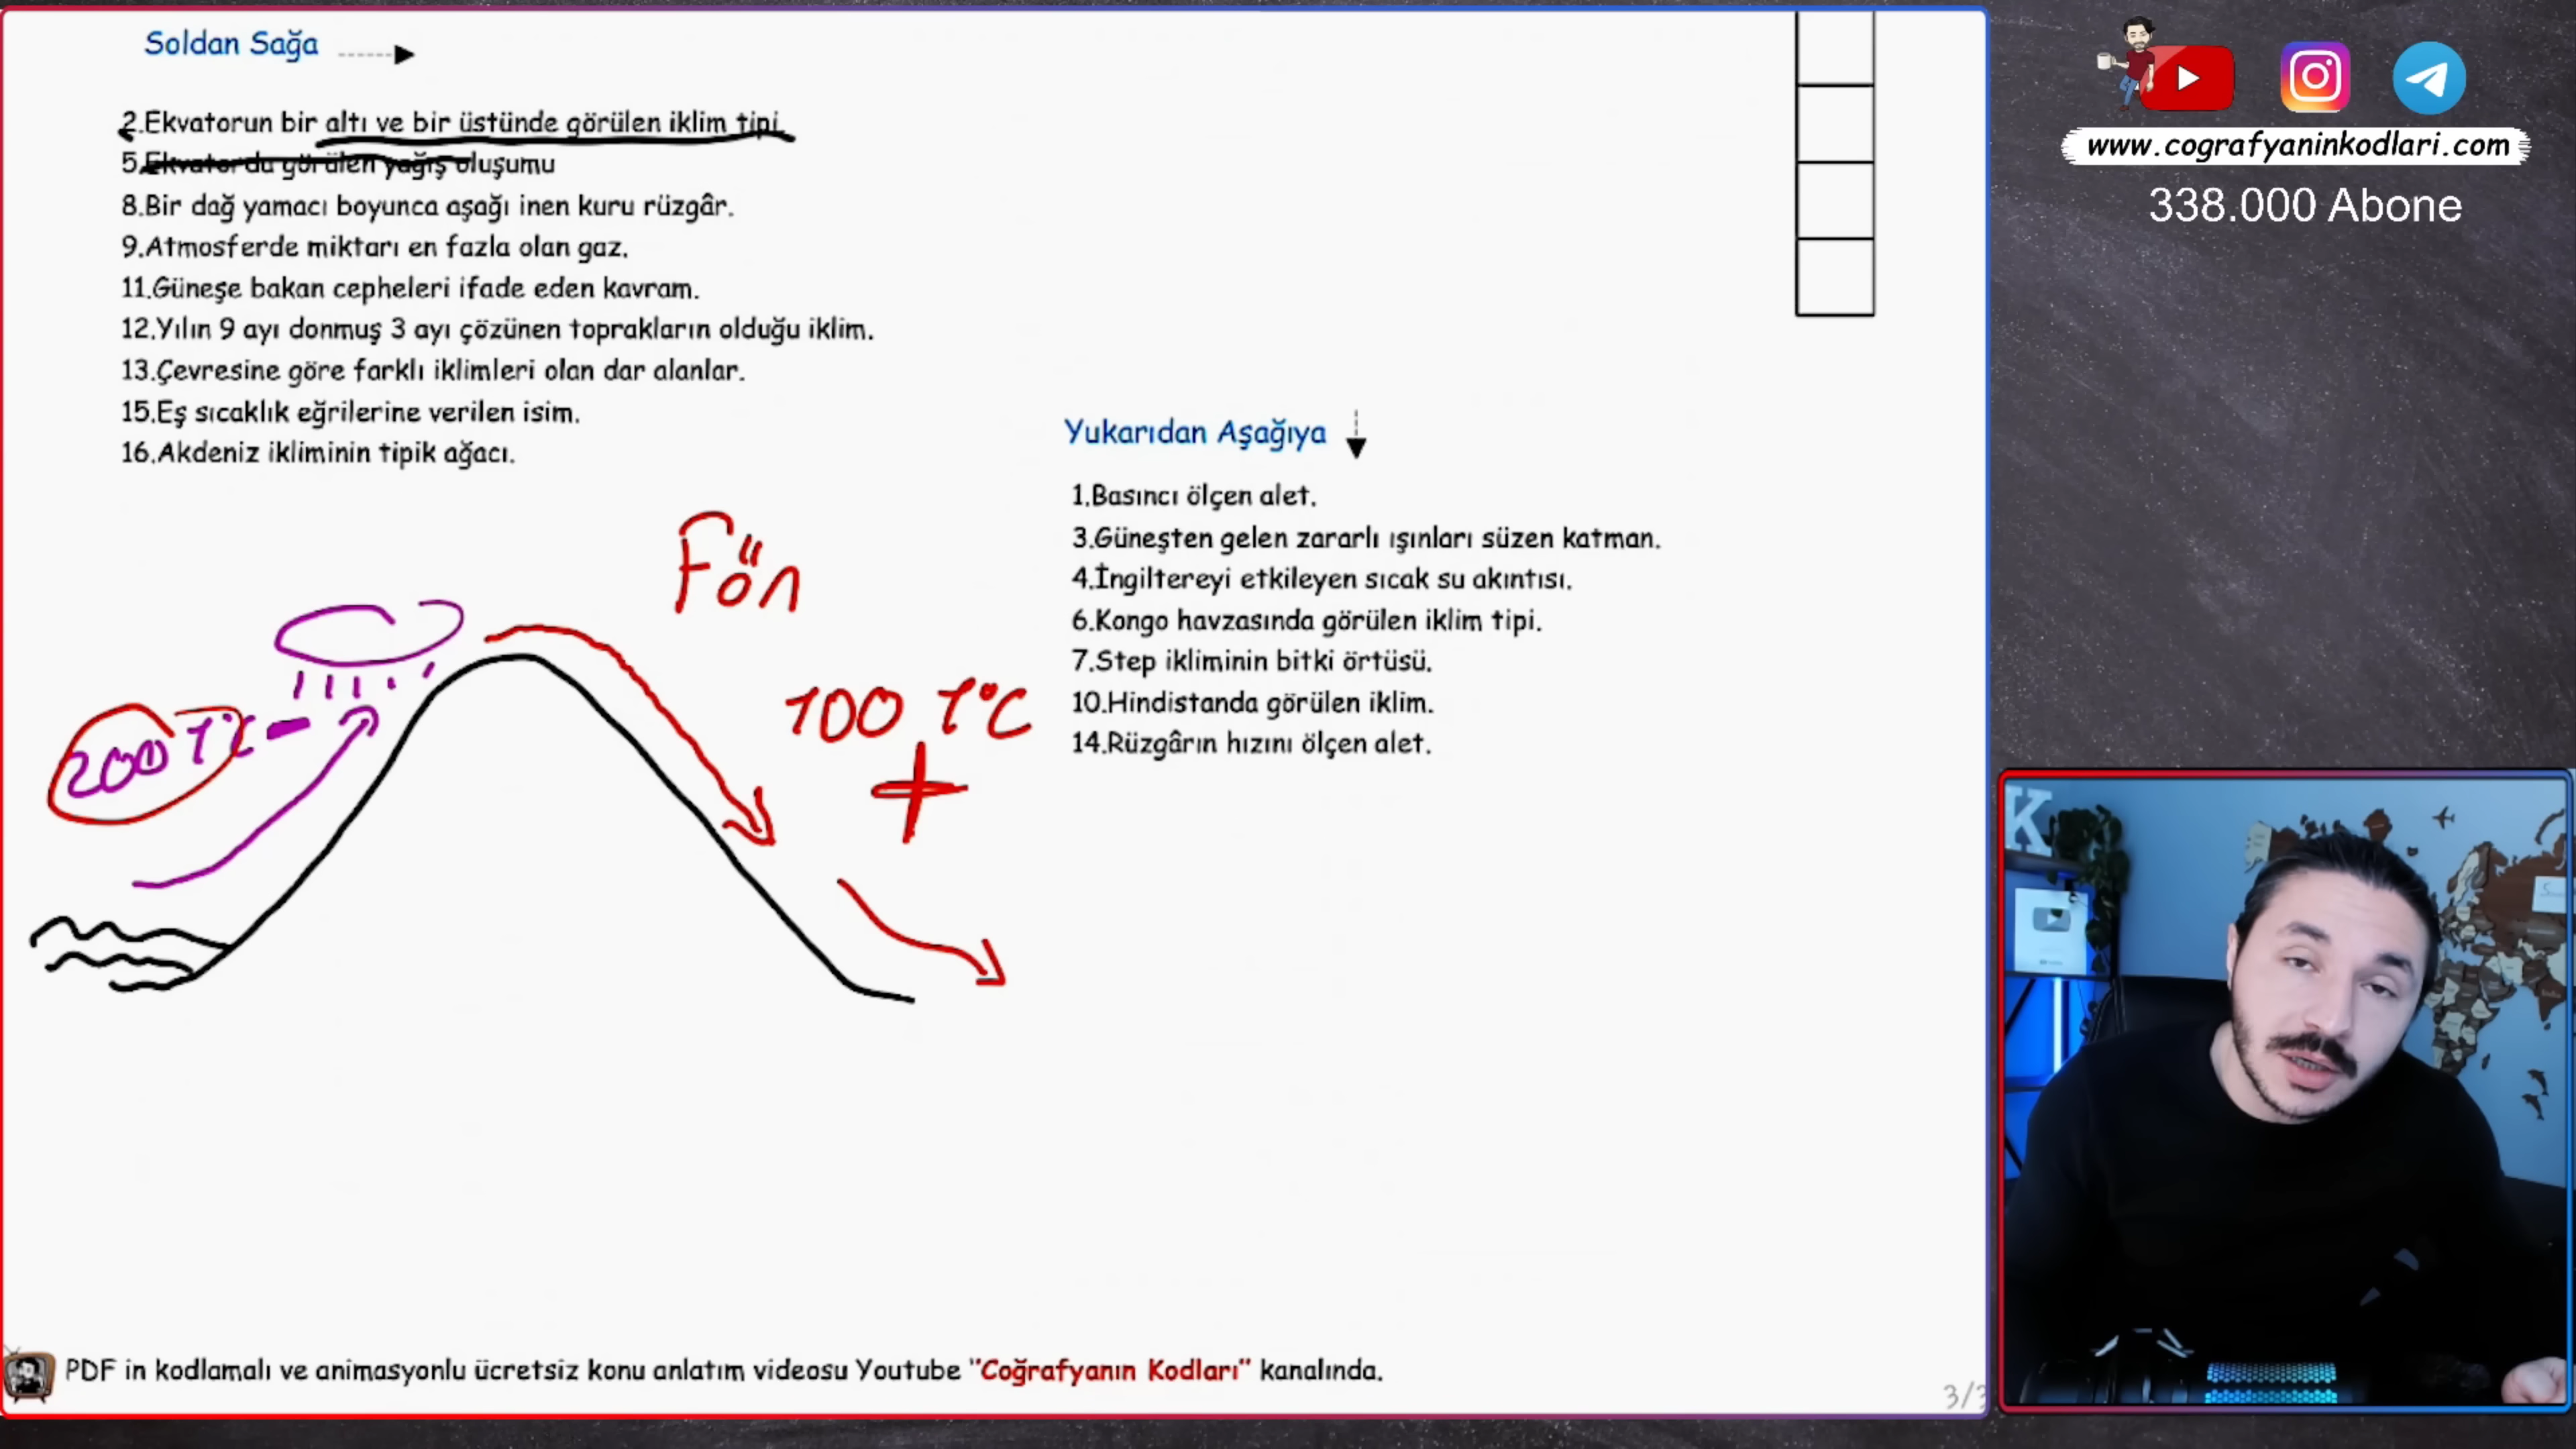 Soldan Sağa
2.Ekvatorun bir altı ve bir üstünde görülen iklim tipi
5.Ekvatorda görülen yağış oluşumu
8.Bir dağ yamacı boyunca aşağı inen kuru rüzgâr.
9.Atmosferde miktarı en fazla olan gaz.
11.Güneşe bakan cepheleri ifade eden kavram.
12.Yılın 9 ayı donmuş 3 ayı çözünen toprakların olduğu iklim.
13.Çevresine göre farklı iklimleri olan dar alanlar.
15.Eş sıcaklık eğrilerine verilen isim.
16.Akdeniz ikliminin tipik ağacı.
Yukarıdan Aşağıya
1.Basıncı ölçen alet.
3.Güneşten gelen zararlı ışınları süzen katman.
4.İngiltereyi etkileyen sıcak su akıntısı.
6.Kongo havzasında görülen iklim tipi.
7.Step ikliminin bitki örtüsü.
10.Hindistanda görülen iklim.
14.Rüzgârın hızını ölçen alet.
Fön
200 1°C -
100 1°C
+
PDF in kodlamalı ve animasyonlu ücretsiz konu anlatım videosu Youtube "Coğrafyanın Kodları" kanalında.
3/3
www.cografyaninkodlari.com
338.000 Abone
K